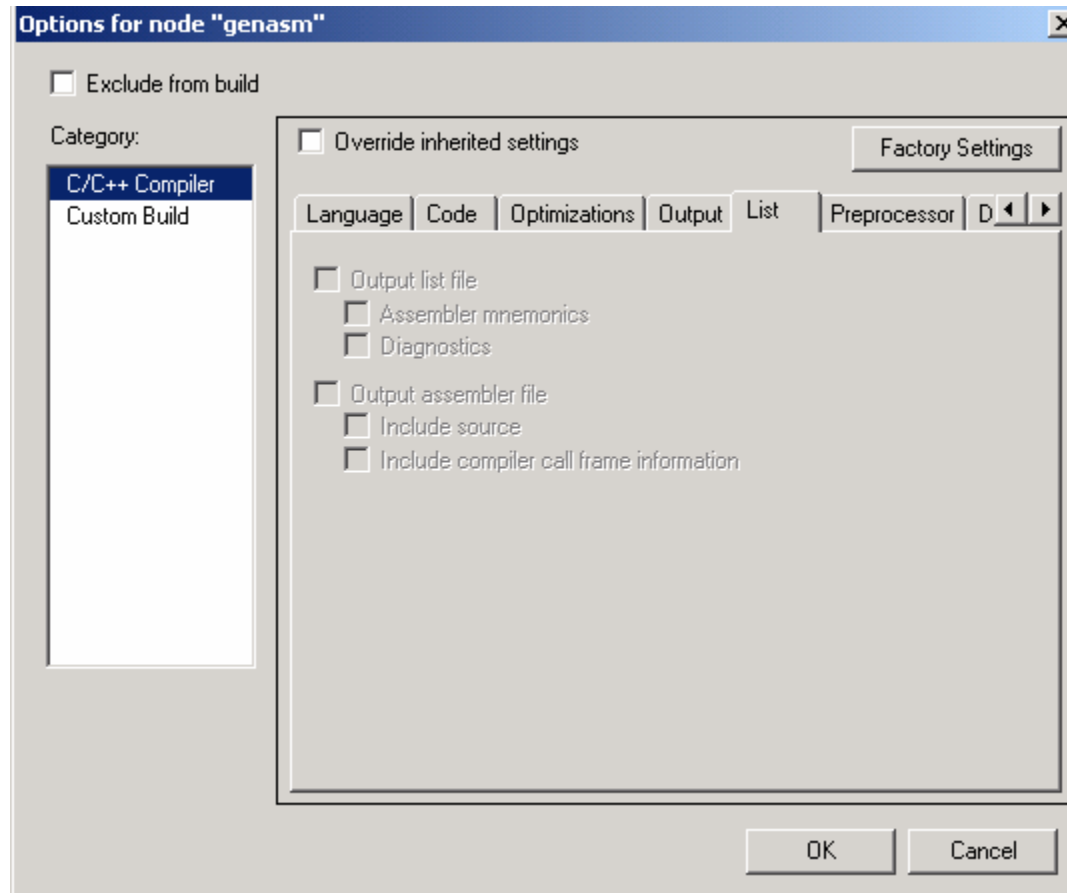 Options for node "genasm"
Exclude from build
Category:
C/C++ Compiler
Custom Build
Override inherited settings
Factory Settings
Language Code Optimizations Output List Preprocessor D
Output list file
Assembler mnemonics
Diagnostics
Output assembler file
Include source
Include compiler call frame information
OK Cancel